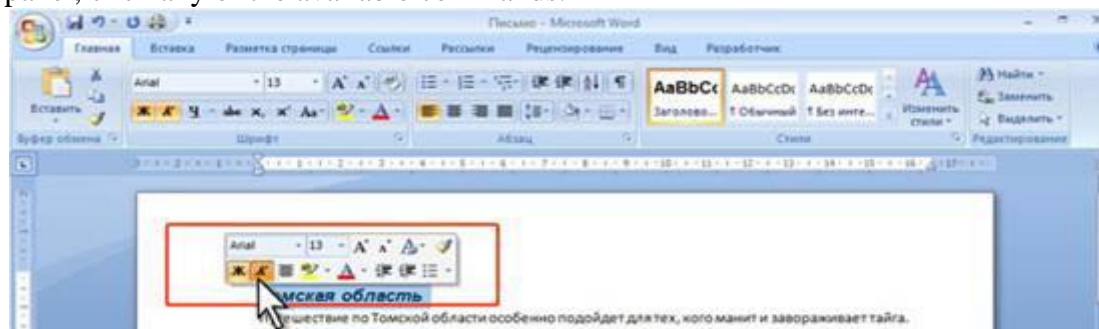 Письмо - Microsoft Word
Главная Вставка Разметка страницы Ссылки Рассылки Рецензирование Вид Разработчик
Arial 13
AaBbCc AaBbCcDc AaBbCcDc
Найти
Заменить
Выделить
Вставить
Ж К Ч abc x, x' Aa
Заголово... Обычный Без инте...
Изменить стили
Буфер обмена Шрифт Абзац Стили Редактирование
Arial 13
Ж К
мская область
шествие по Томской области особенно подойдет для тех, кого манит и завораживает тайга.